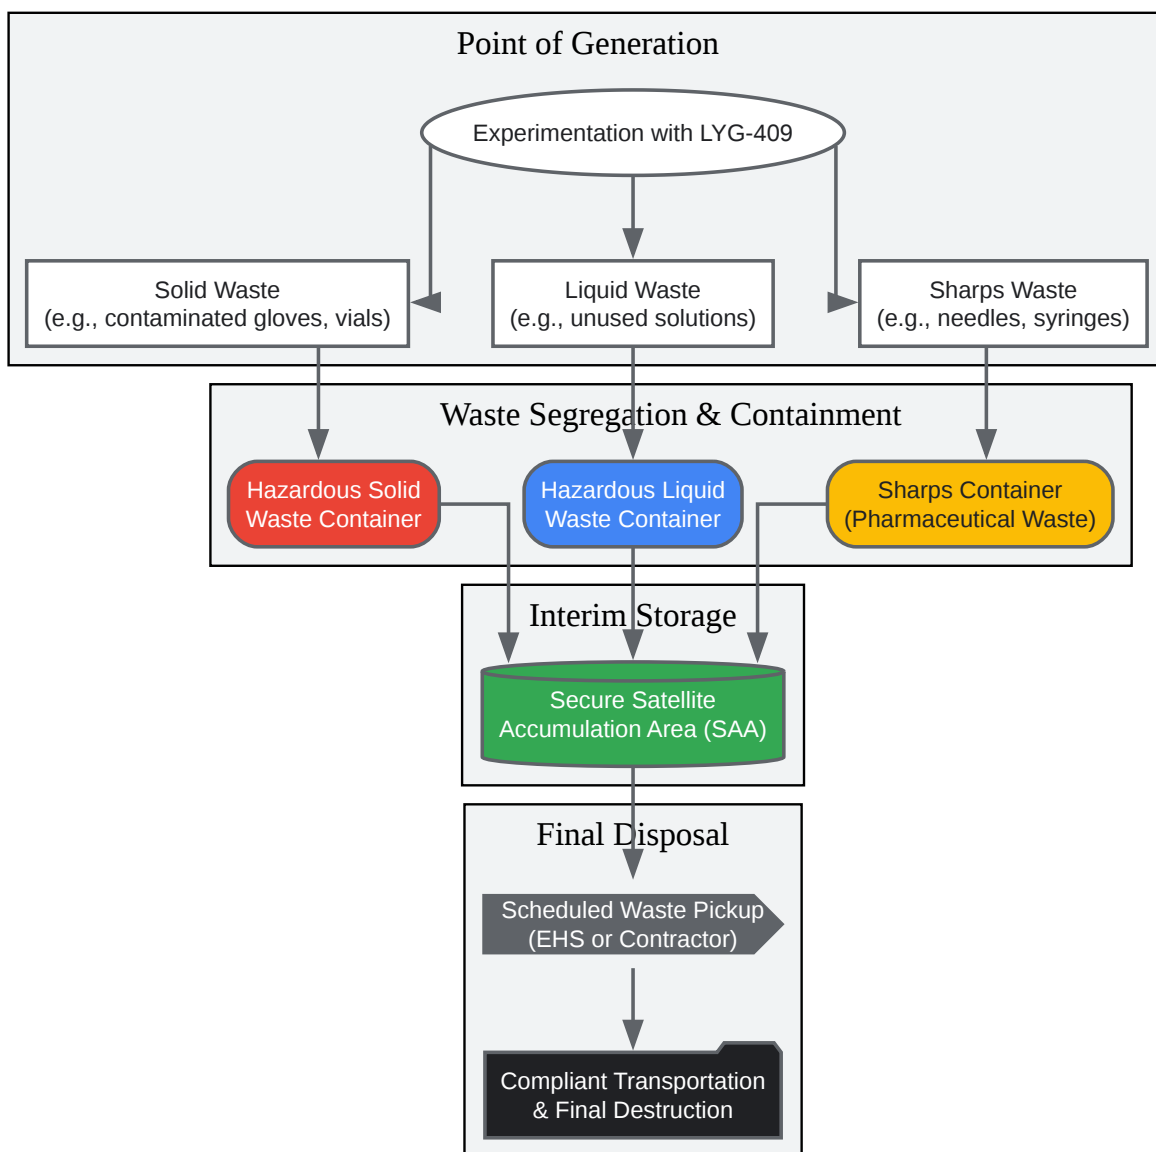 Point of Generation
Experimentation with LYG-409
Solid Waste
(e.g., contaminated gloves, vials)
Liquid Waste
(e.g., unused solutions)
Sharps Waste
(e.g., needles, syringes)
Waste Segregation & Containment
Hazardous Solid
Waste Container
Hazardous Liquid
Waste Container
Sharps Container
(Pharmaceutical Waste)
Interim Storage
Secure Satellite
Accumulation Area (SAA)
Final Disposal
Scheduled Waste Pickup
(EHS or Contractor)
Compliant Transportation
& Final Destruction